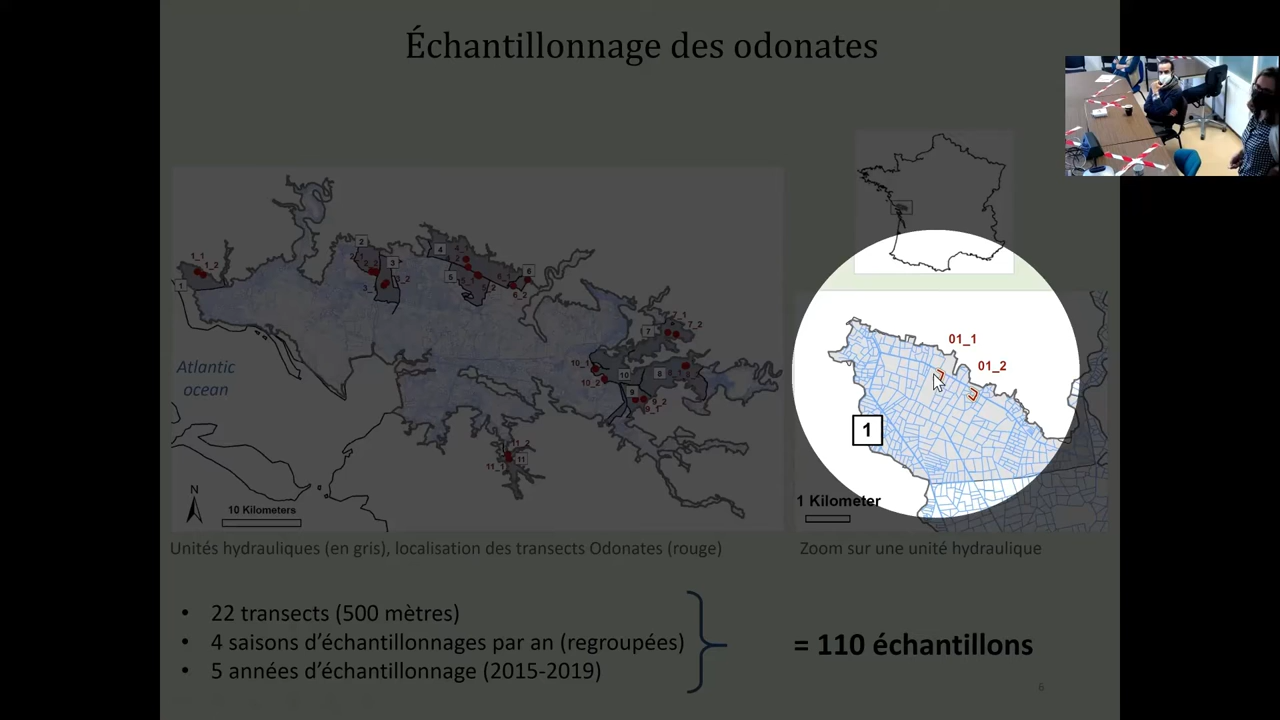 Échantillonnage des odonates
1_1
1_2
1
2
3
3_2
4
5
6
6_2
7
7_2
8
9
9_1
9_2
10
10_1
10_2
11
11_1
Atlantic
ocean
N
10 Kilometers
01_1
01_2
1
1 Kilometer
Unités hydrauliques (en gris), localisation des transects Odonates (rouge)
Zoom sur une unité hydraulique
• 22 transects (500 mètres)
• 4 saisons d’échantillonnages par an (regroupées)
• 5 années d’échantillonnage (2015-2019)
= 110 échantillons
6